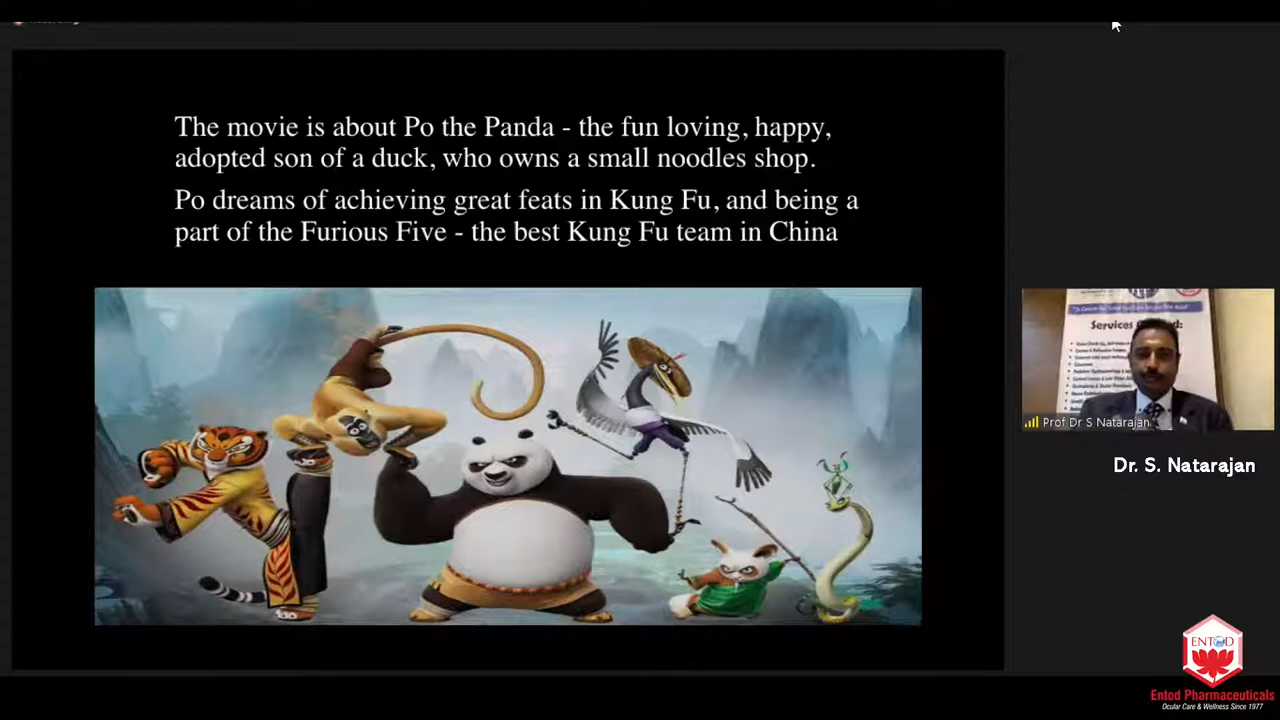 The movie is about Po the Panda - the fun loving, happy,
adopted son of a duck, who owns a small noodles shop.
Po dreams of achieving great feats in Kung Fu, and being a
part of the Furious Five - the best Kung Fu team in China
Services
Prof Dr S Natarajan
Dr. S. Natarajan
ENTOD
Entod Pharmaceuticals
Ocular Care & Wellness Since 1977